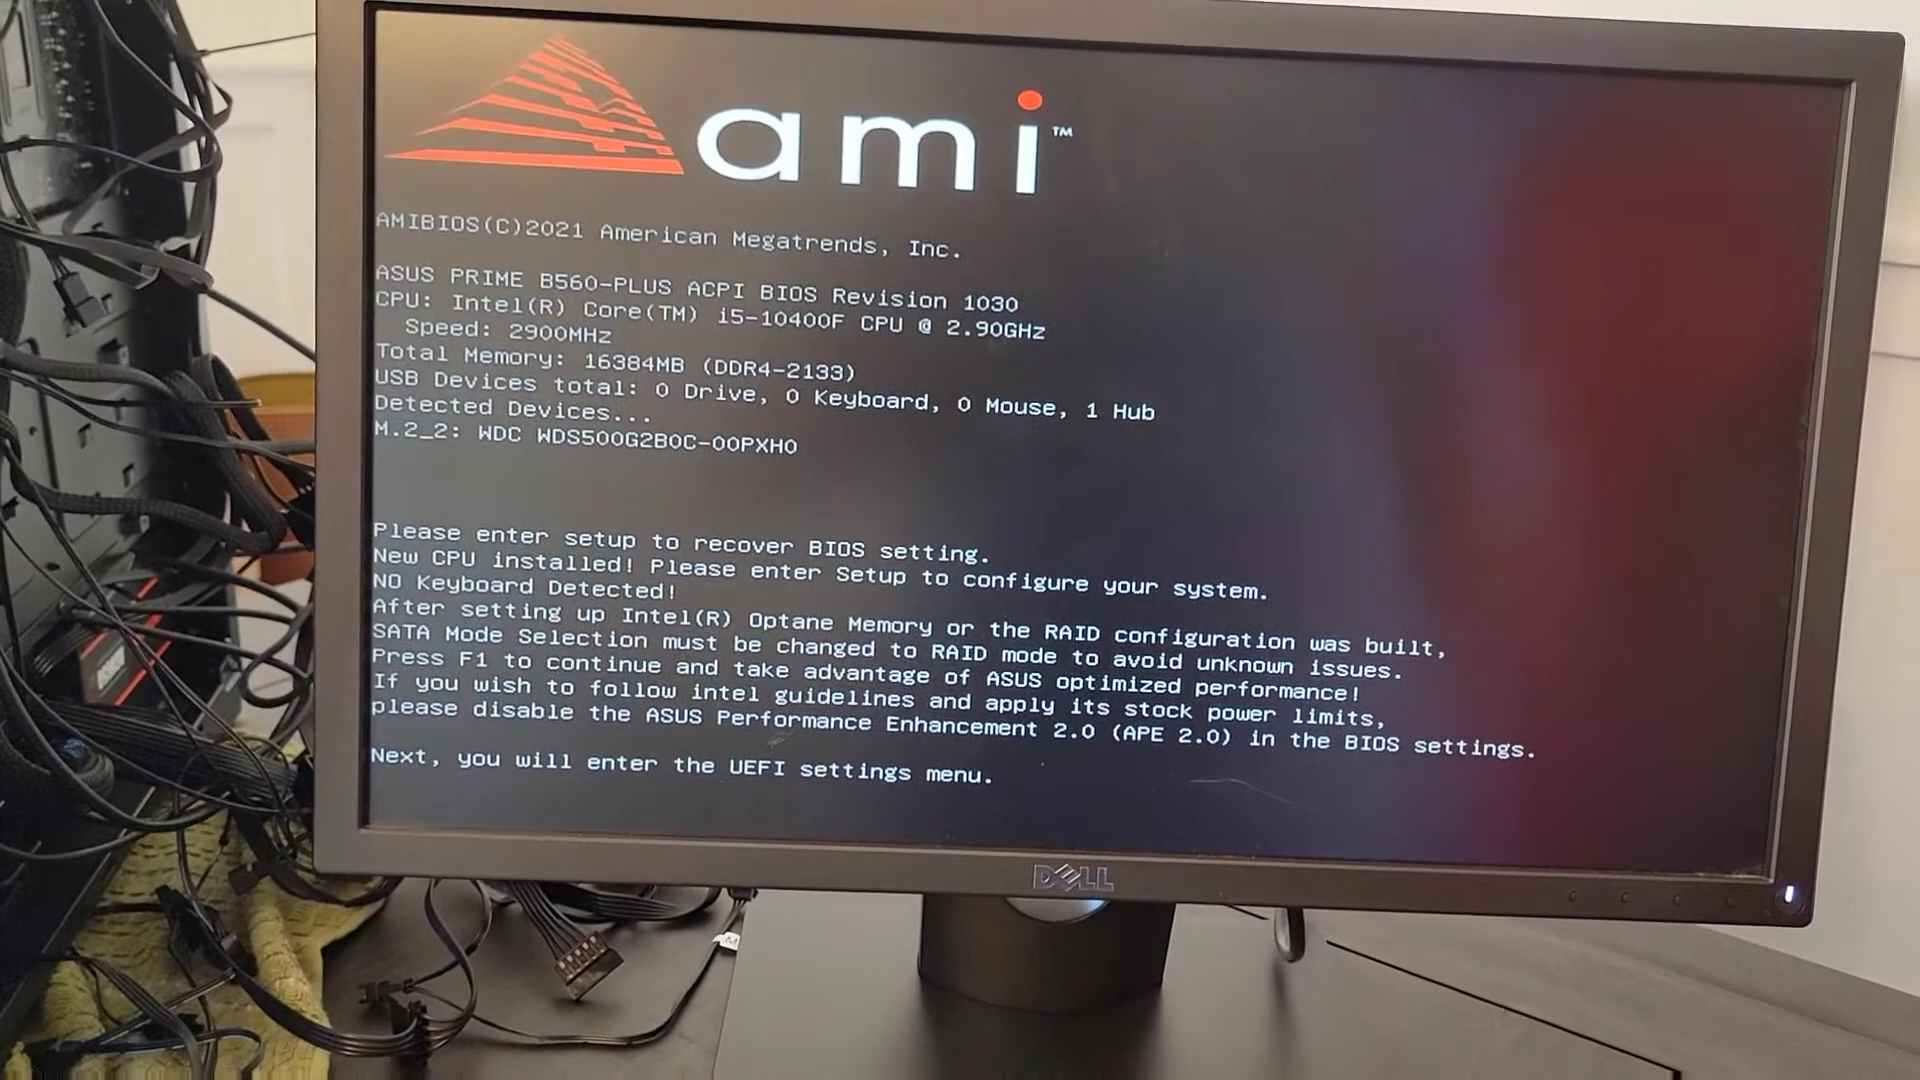 ami™
AMIBIOS(C)2021 American Megatrends, Inc.
ASUS PRIME B560-PLUS ACPI BIOS Revision 1030
CPU: Intel(R) Core(TM) i5-10400F CPU @ 2.90GHz
Speed: 2900MHz
Total Memory: 16384MB (DDR4-2133)
USB Devices total: 0 Drive, 0 Keyboard, 0 Mouse, 1 Hub
Detected Devices...
M.2_2: WDC WDS500G2B0C-00PXH0
Please enter setup to recover BIOS setting.
New CPU installed! Please enter Setup to configure your system.
NO Keyboard Detected!
After setting up Intel(R) Optane Memory or the RAID configuration was built,
SATA Mode Selection must be changed to RAID mode to avoid unknown issues.
Press F1 to continue and take advantage of ASUS optimized performance!
If you wish to follow intel guidelines and apply its stock power limits,
please disable the ASUS Performance Enhancement 2.0 (APE 2.0) in the BIOS settings.
Next, you will enter the UEFI settings menu.
DELL